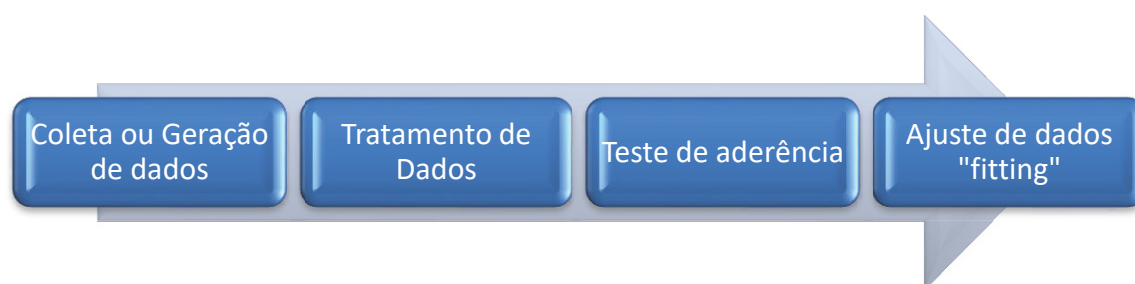 Coleta ou Geração
de dados
Tratamento de
Dados
Teste de aderência
Ajuste de dados
"fitting"